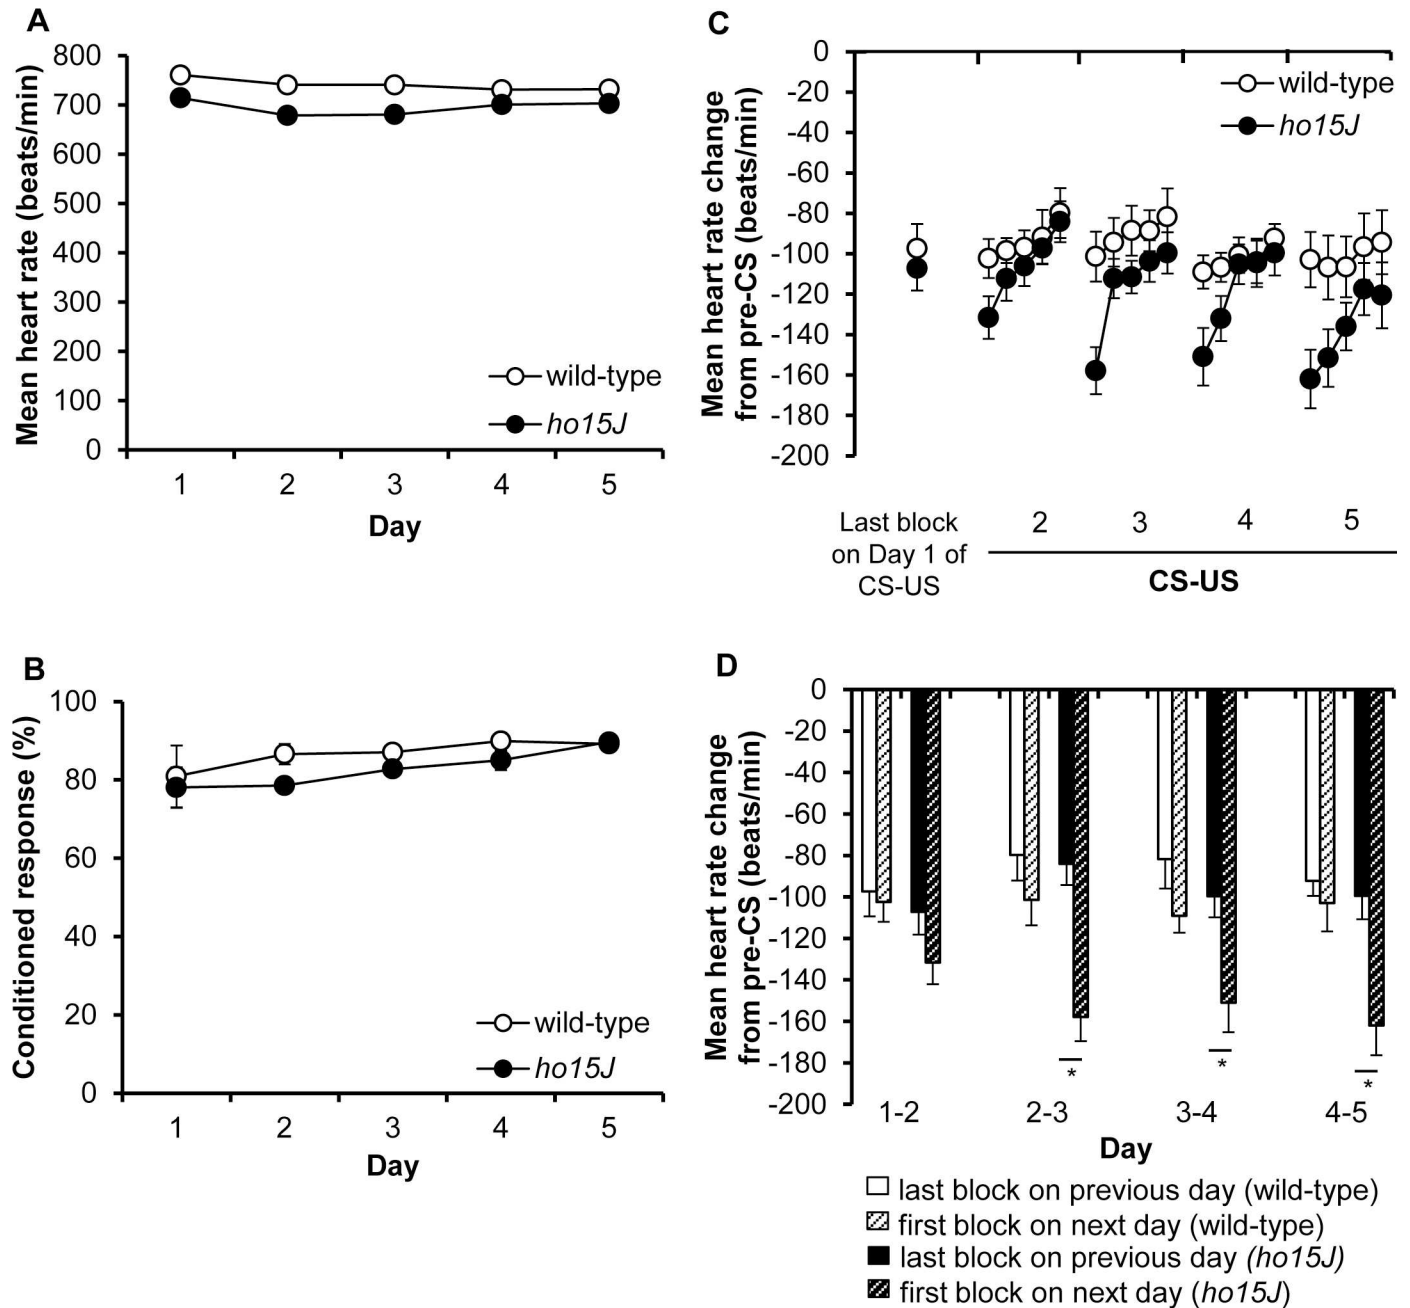 A
Mean heart rate (beats/min)
800
700
600
500
400
300
200
100
0
wild-type
ho15J
1 2 3 4 5
Day
C
Mean heart rate change
from pre-CS (beats/min)
0
-20
-40
-60
-80
-100
-120
-140
-160
-180
-200
wild-type
ho15J
Last block
on Day 1 of
CS-US
2 3 4 5
CS-US
B
Conditioned response (%)
100
80
60
40
20
0
wild-type
ho15J
1 2 3 4 5
Day
D
Mean heart rate change
from pre-CS (beats/min)
0
-20
-40
-60
-80
-100
-120
-140
-160
-180
-200
* * *
1-2 2-3 3-4 4-5
Day
last block on previous day (wild-type)
first block on next day (wild-type)
last block on previous day (ho15J)
first block on next day (ho15J)